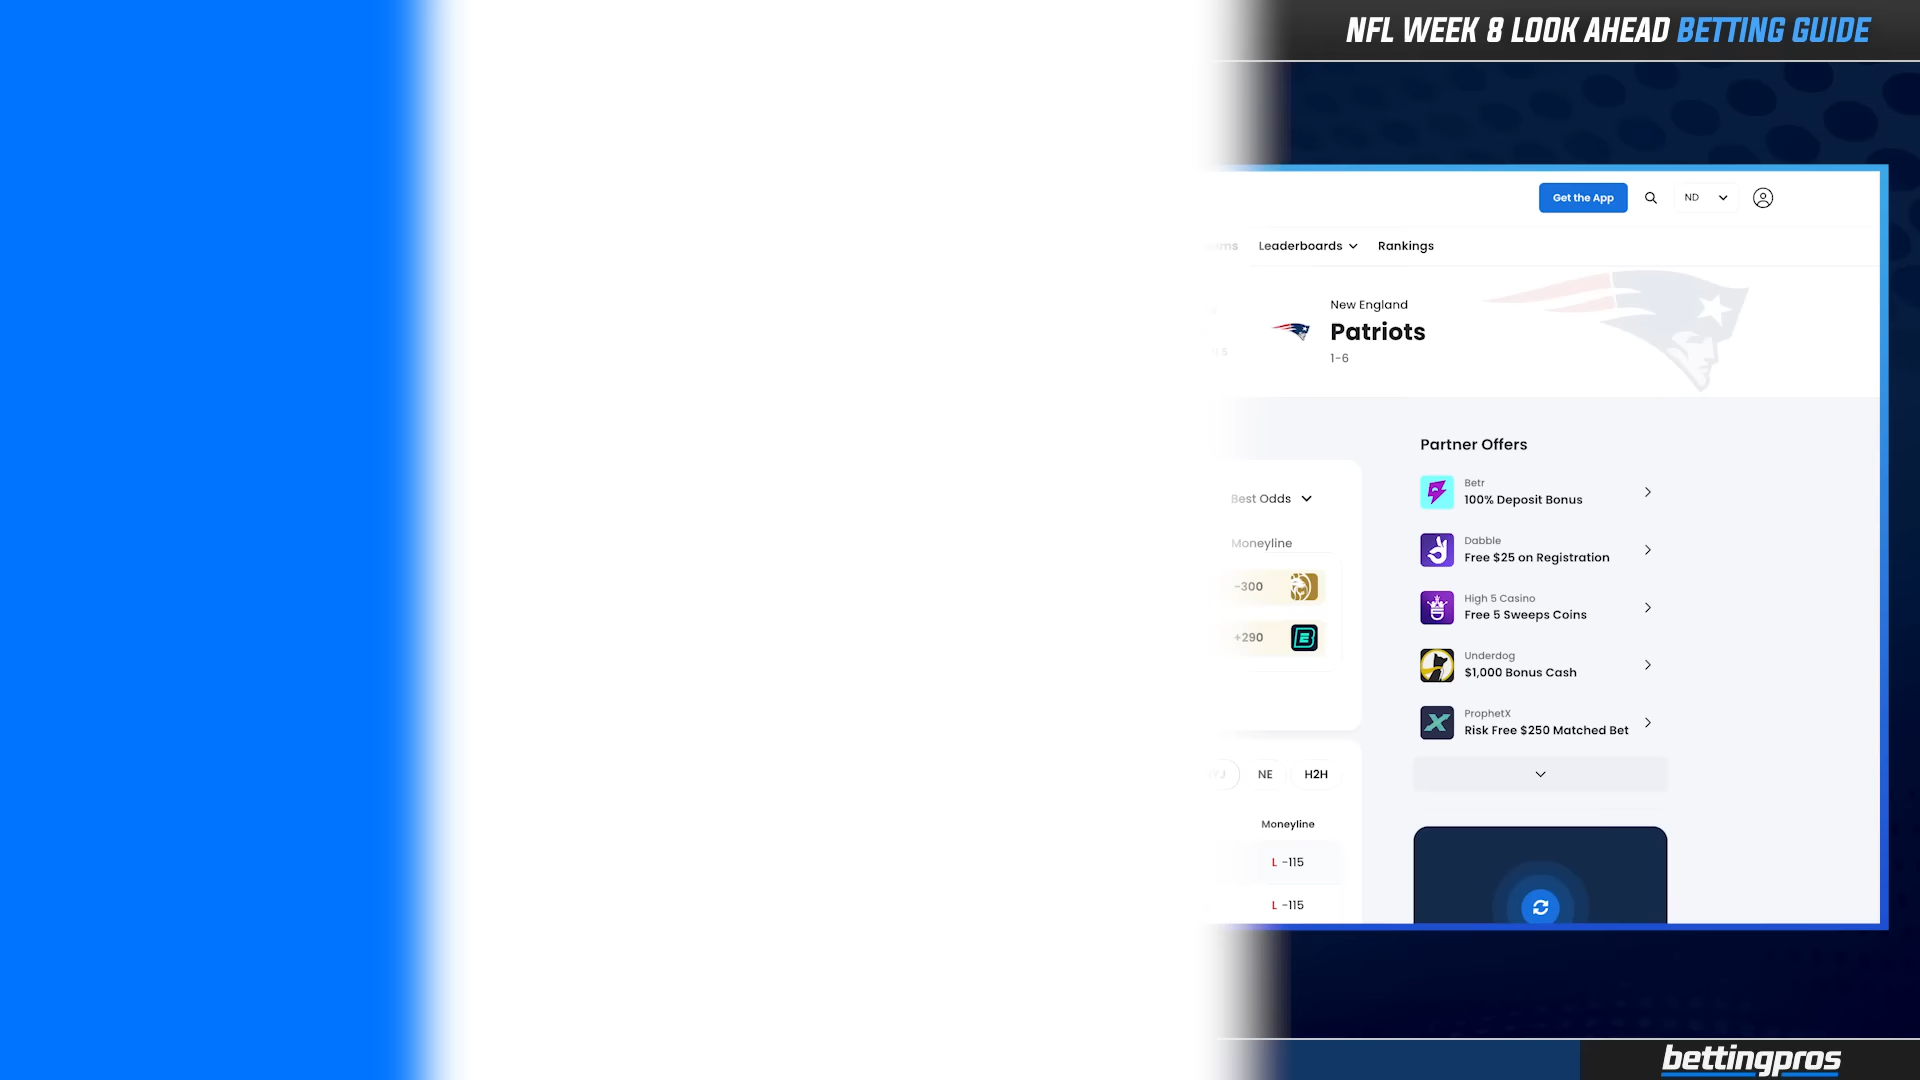 NFL WEEK 8 LOOK AHEAD BETTING GUIDE
Get the App
ND
Leaderboards
Rankings
New England
Patriots
1-6
Best Odds
Moneyline
-300
+290
NE
H2H
Moneyline
L -115
L -115
Partner Offers
Betr
100% Deposit Bonus
Dabble
Free $25 on Registration
High 5 Casino
Free 5 Sweeps Coins
Underdog
$1,000 Bonus Cash
ProphetX
Risk Free $250 Matched Bet
bettingpros